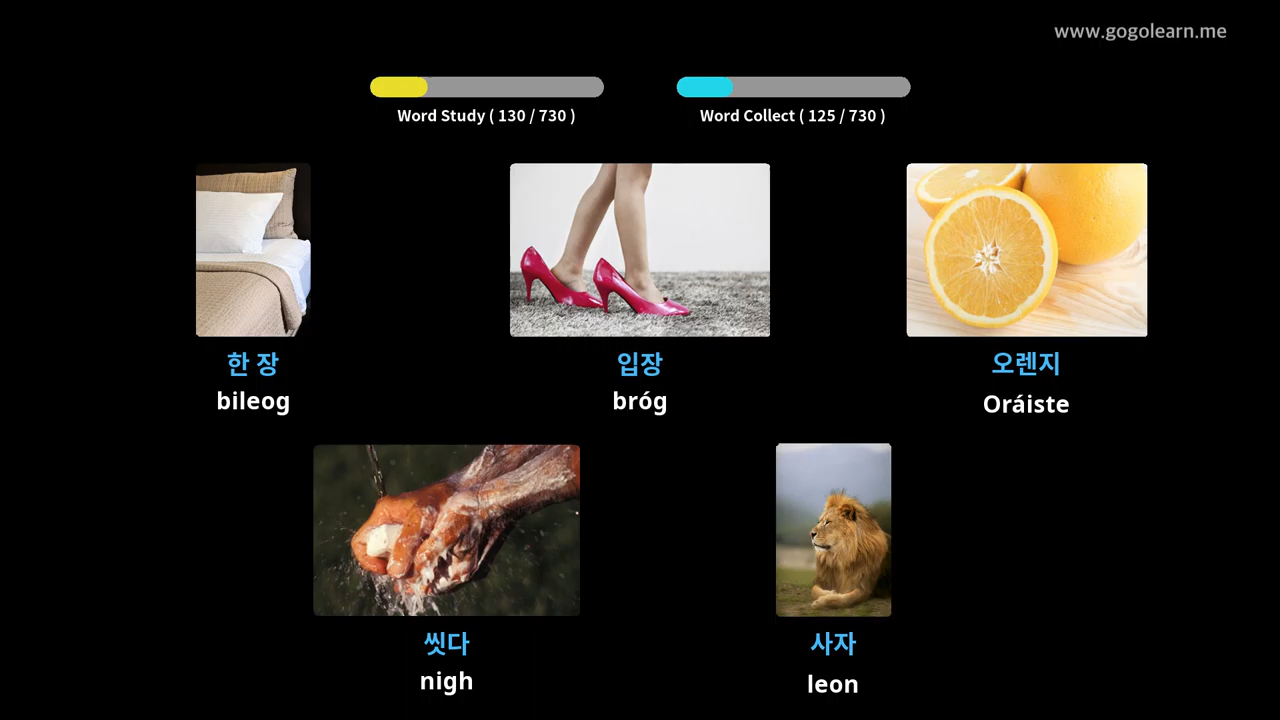 www.gogolearn.me
Word Study ( 130 / 730 )
Word Collect ( 125 / 730 )
한 장
bileog
입장
bróg
오렌지
Oráiste
씻다
nigh
사자
leon